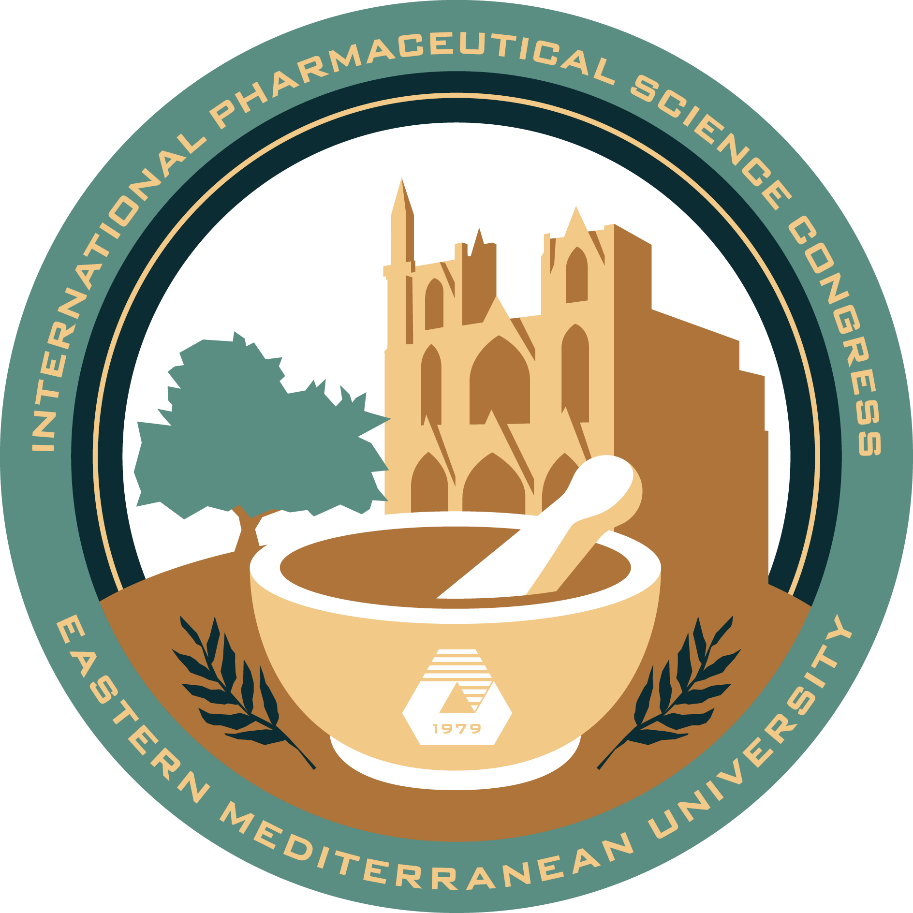 INTERNATIONAL PHARMACEUTICAL SCIENCE CONGRESS
1979
EASTERN MEDITERRANEAN UNIVERSITY